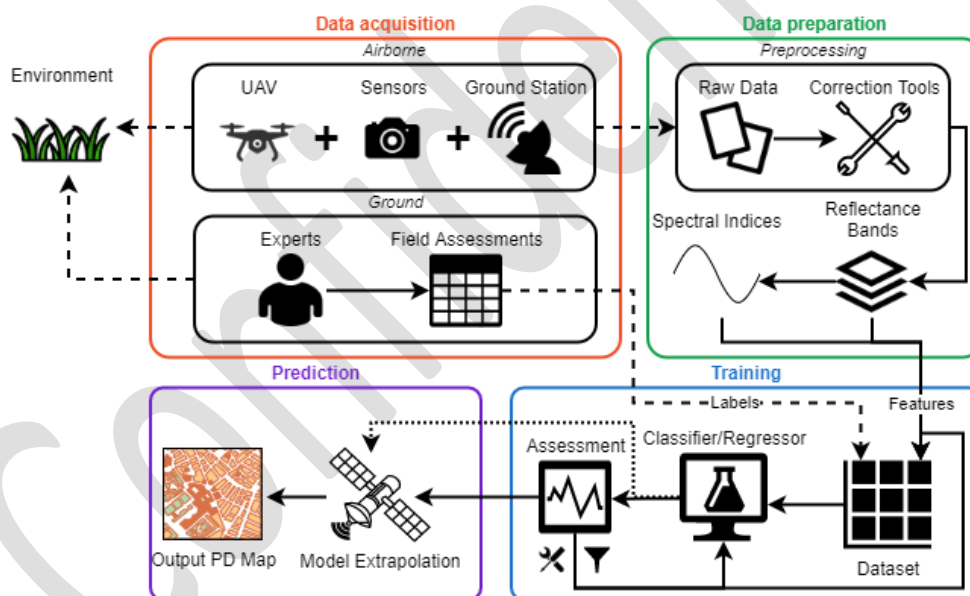 Data acquisition
Data preparation
Airborne
Preprocessing
Environment
UAV
Sensors
Ground Station
Raw Data
Correction Tools
Ground
Experts
Field Assessments
Spectral Indices
Reflectance
Bands
Prediction
Training
Labels
Features
Assessment
Classifier/Regressor
Output PD Map
Model Extrapolation
Dataset
Confiden